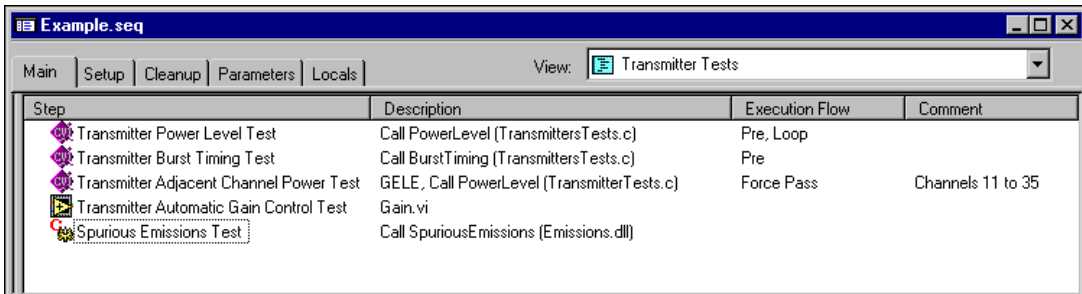 Example.seq
Main Setup Cleanup Parameters Locals View: Transmitter Tests
Step Description Execution Flow Comment
CVI Transmitter Power Level Test Call PowerLevel (TransmittersTests.c) Pre, Loop
CVI Transmitter Burst Timing Test Call BurstTiming (TransmittersTests.c) Pre
CVI Transmitter Adjacent Channel Power Test GELE, Call PowerLevel (TransmitterTests.c) Force Pass Channels 11 to 35
Transmitter Automatic Gain Control Test Gain.vi
C Spurious Emissions Test Call SpuriousEmissions (Emissions.dll)